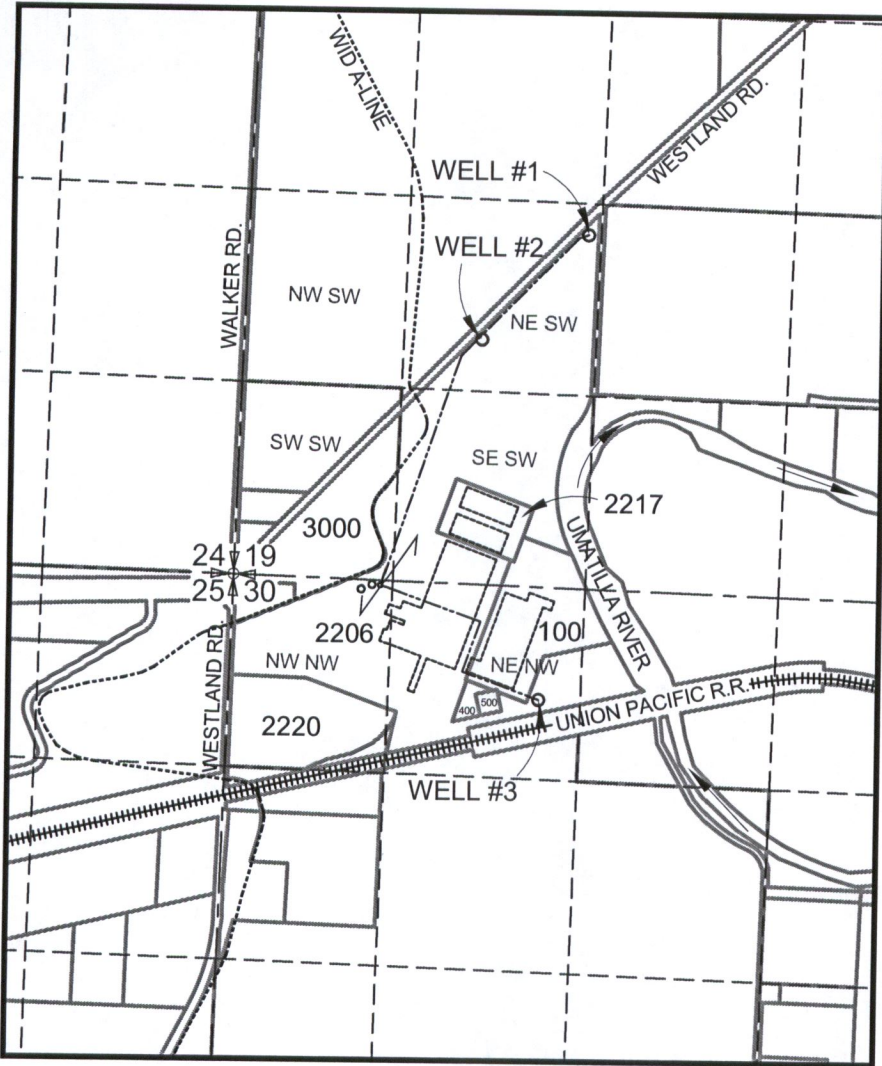 WID A-LINE
WESTLAND RD.
WELL #1
WALKER RD.
WELL #2
NW SW
NE SW
SW SW
SE SW
2217
3000
24 19
25 30
UMATILKA RIVER
2206
100
WESTLAND RD.
NW NW
NE NW
400
500
2220
UNION PACIFIC R.R.
WELL #3